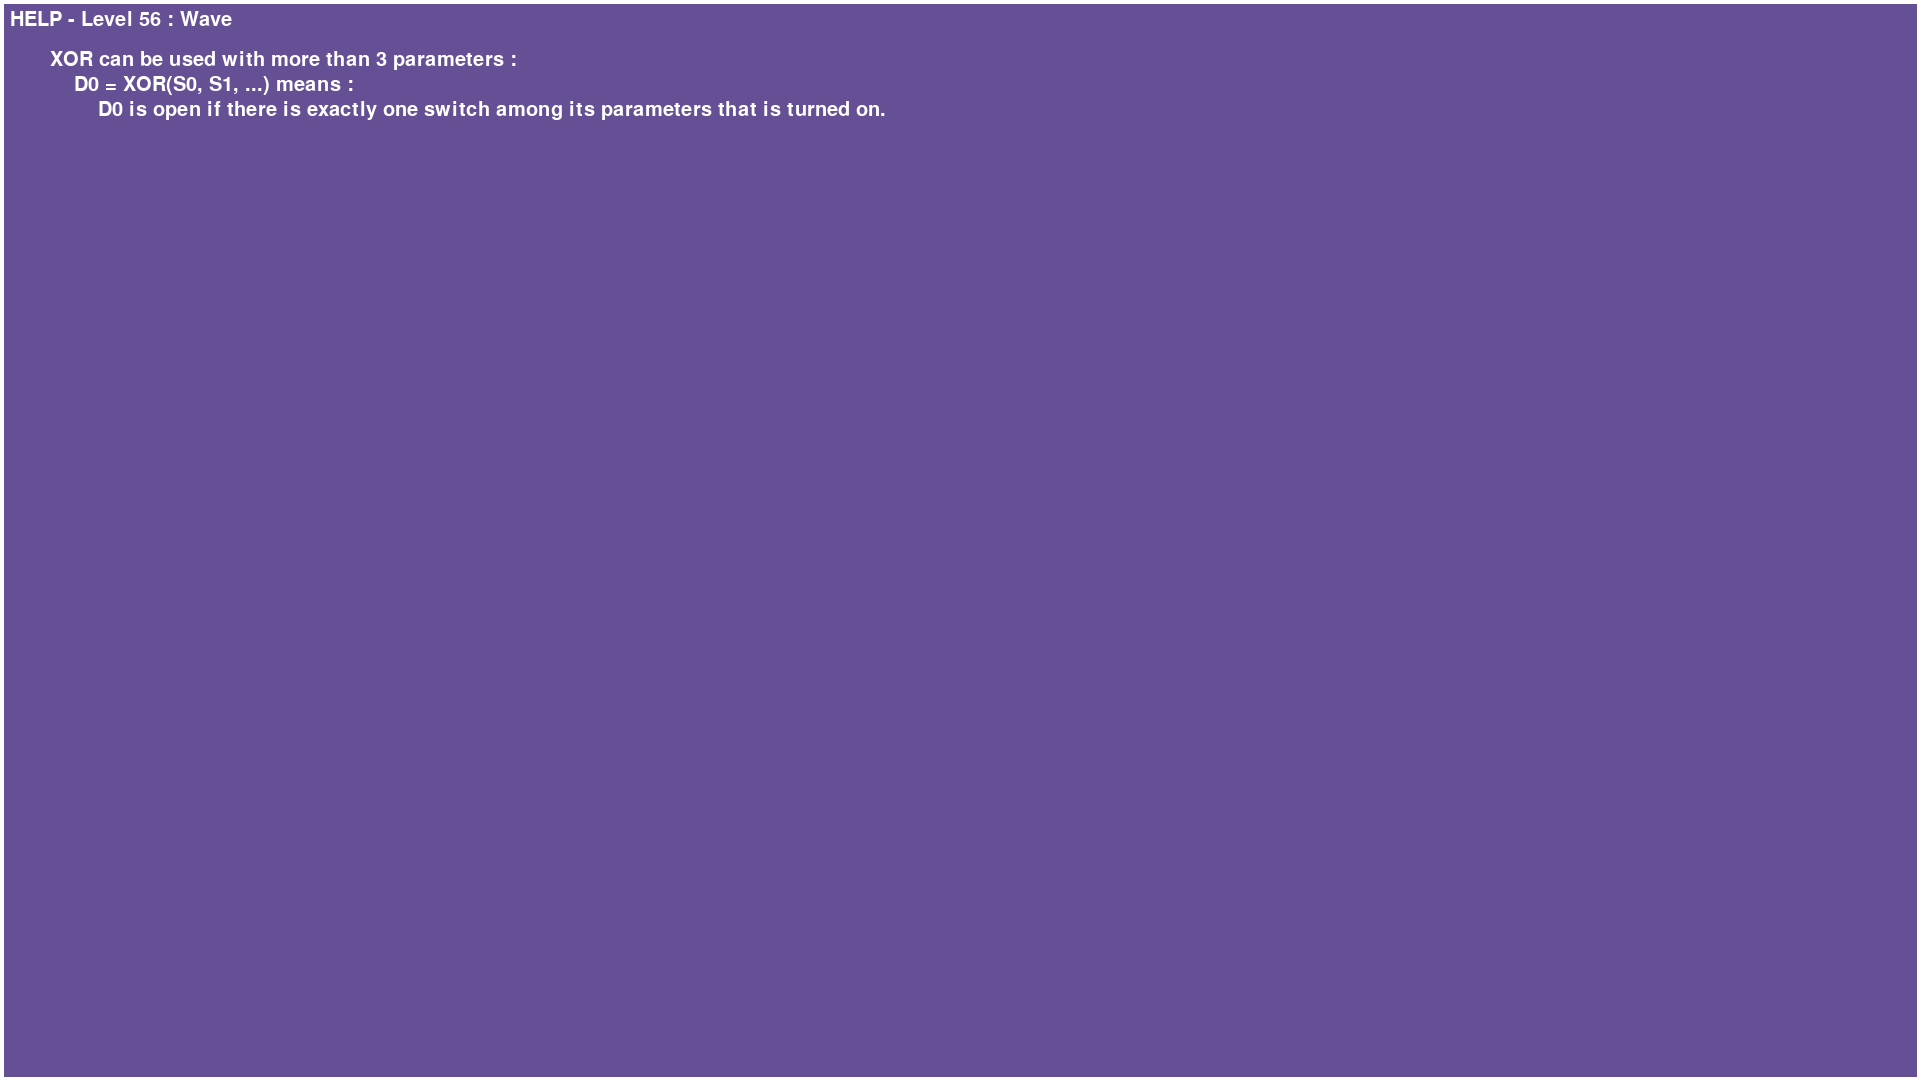 HELP - Level 56 : Wave
XOR can be used with more than 3 parameters :
D0 = XOR(S0, S1, ...) means :
D0 is open if there is exactly one switch among its parameters that is turned on.